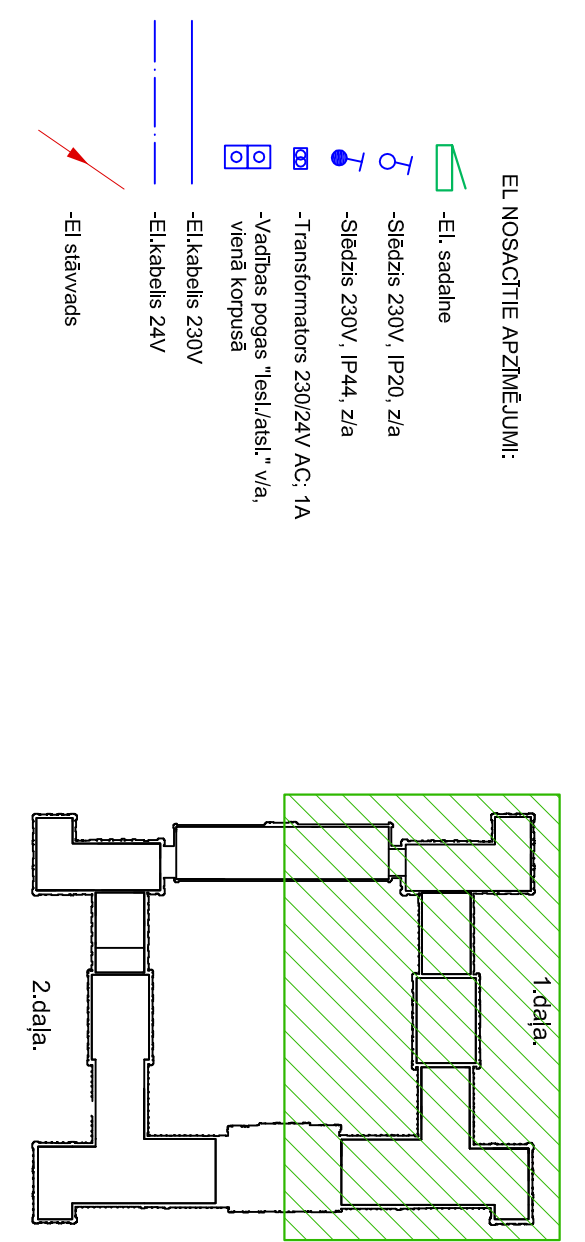 EL NOSACĪTIE APZĪMĒJUMI:
-El. sadalne
-Slēdzis 230V, IP20, z/a
-Slēdzis 230V, IP44, z/a
-Transformators 230/24V AC; 1A
-Vadības pogas "Iesl./atsl." v/a,
vienā korpusā
-El.kabelis 230V
-El.kabelis 24V
-El stāvvads
1.daļa.
2.daļa.